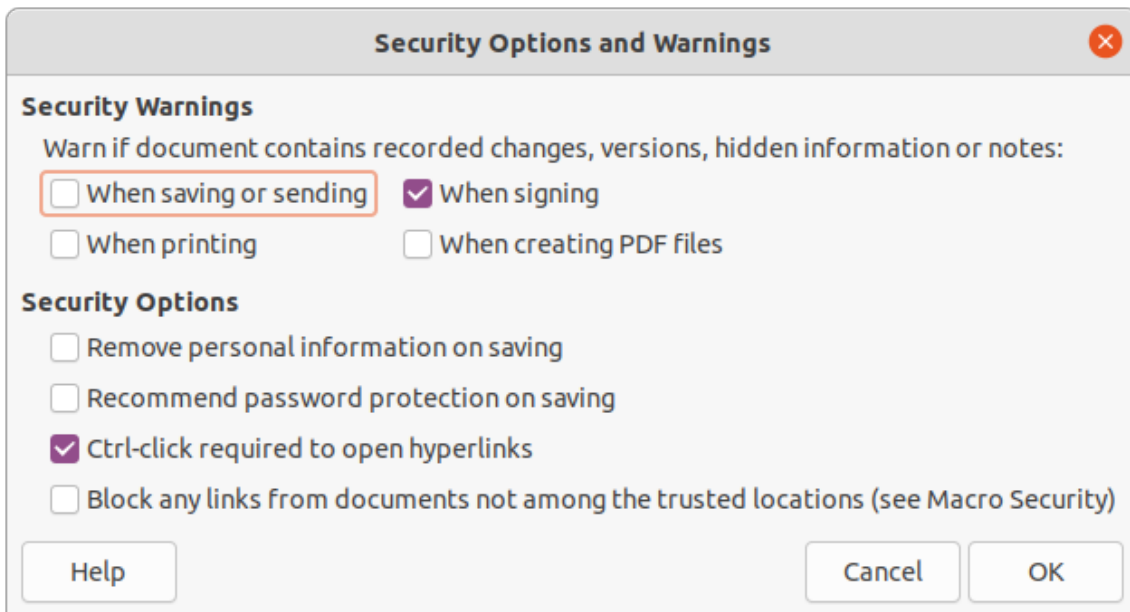 Security Options and Warnings
Security Warnings
Warn if document contains recorded changes, versions, hidden information or notes:
When saving or sending When signing
When printing When creating PDF files
Security Options
Remove personal information on saving
Recommend password protection on saving
Ctrl-click required to open hyperlinks
Block any links from documents not among the trusted locations (see Macro Security)
Help Cancel OK